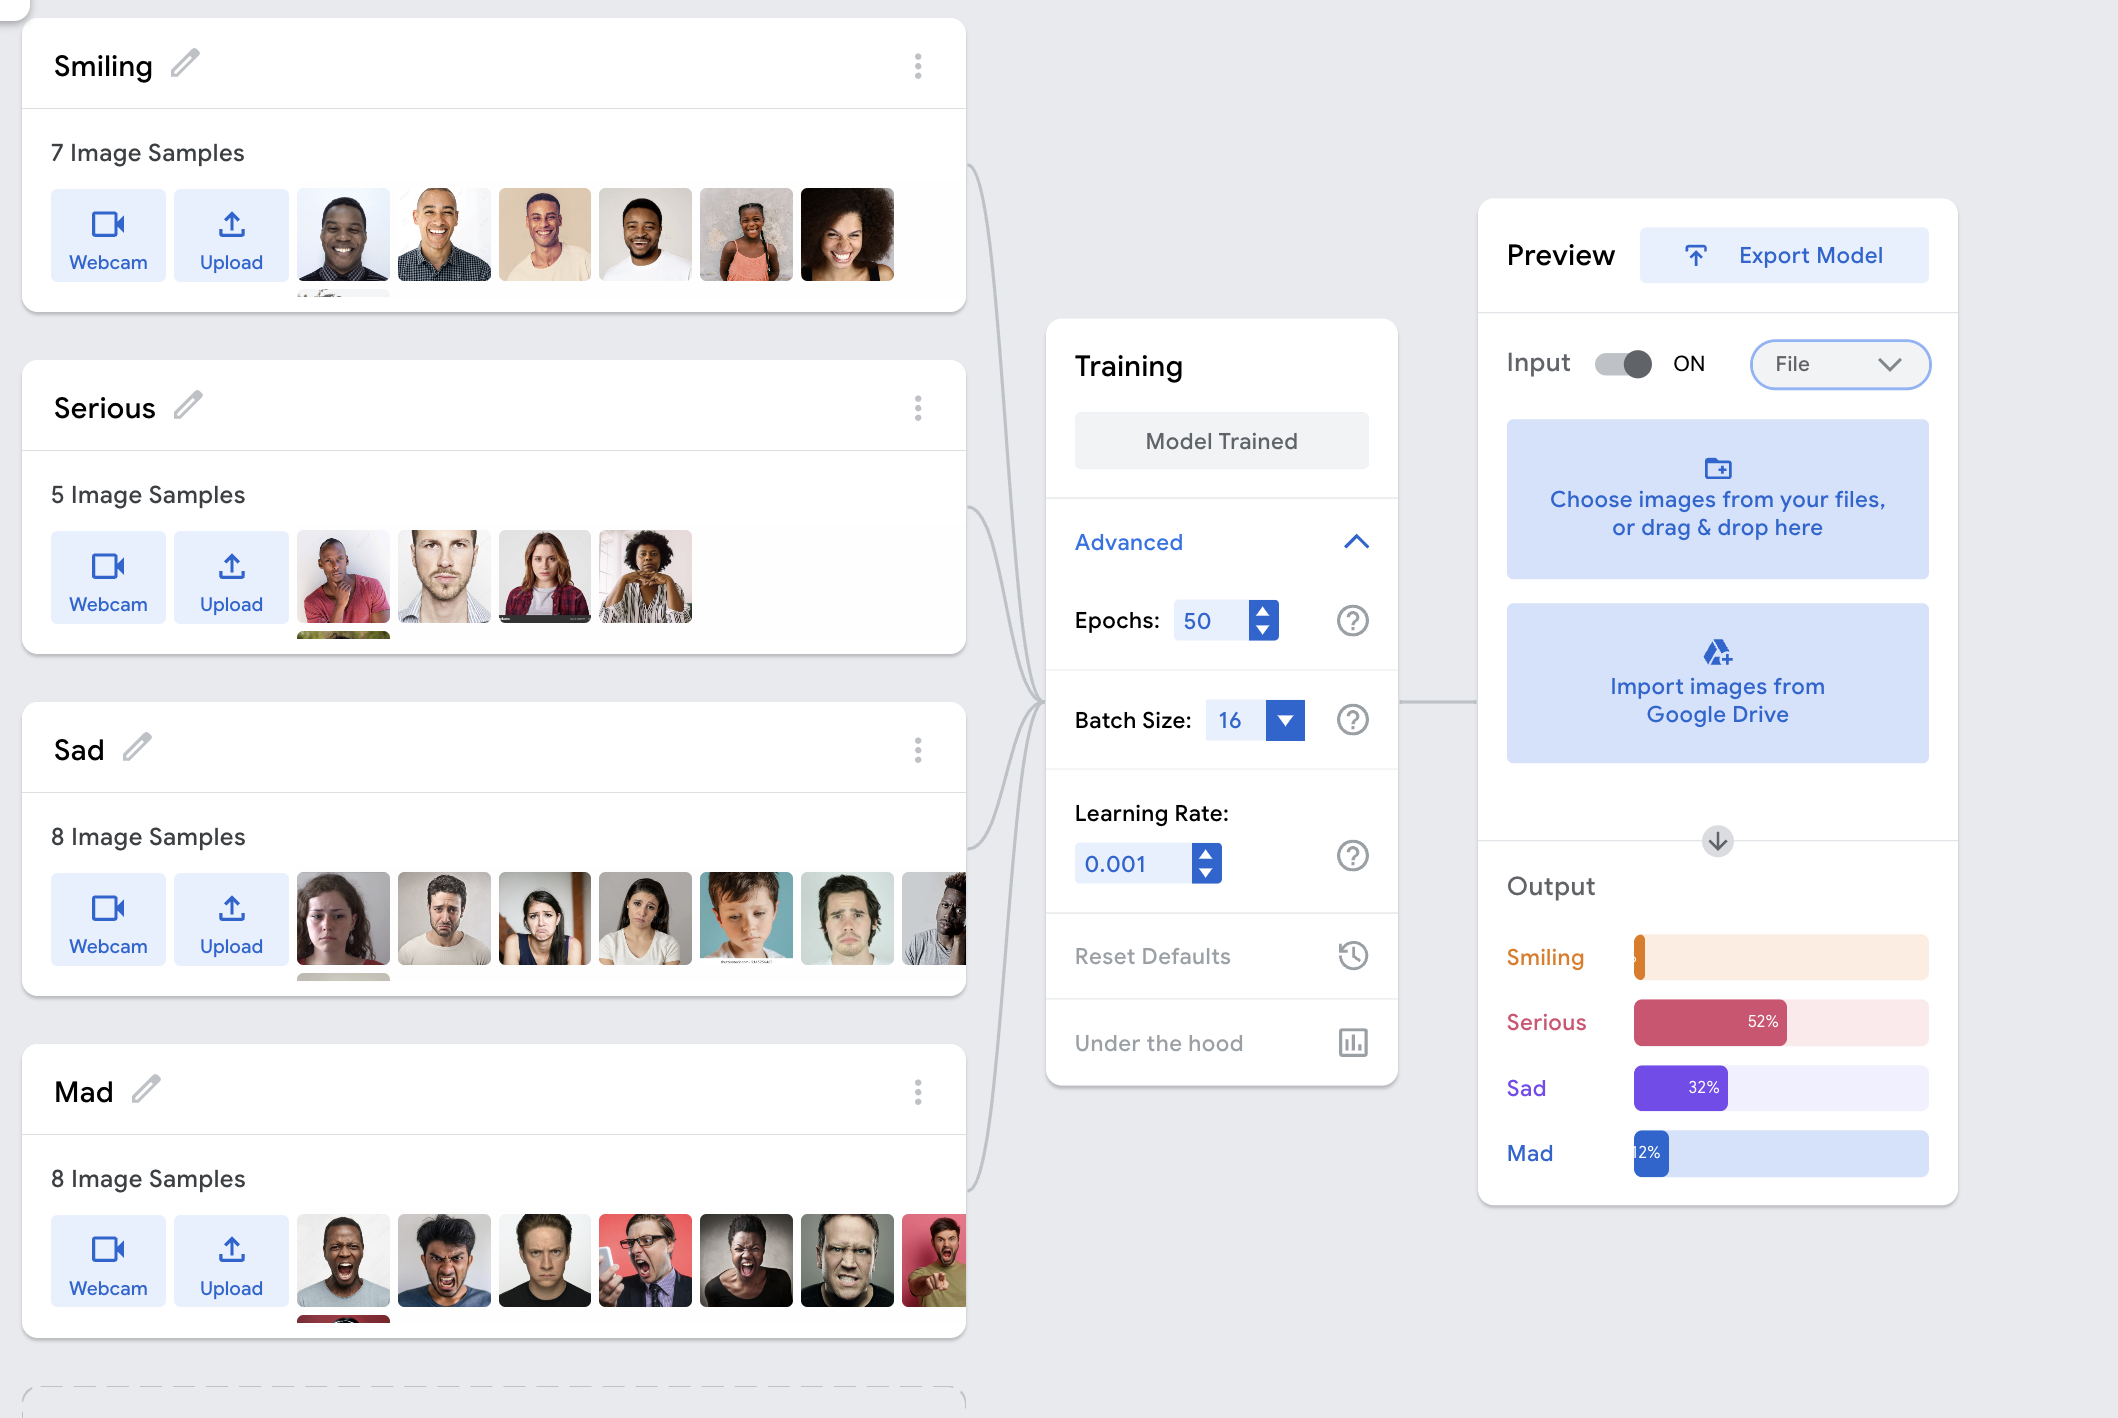 Smiling
7 Image Samples
Webcam
Upload
Serious
5 Image Samples
Webcam
Upload
Sad
8 Image Samples
Webcam
Upload
Mad
8 Image Samples
Webcam
Upload
Training
Model Trained
Advanced
Epochs: 50
Batch Size: 16
Learning Rate:
0.001
Reset Defaults
Under the hood
Preview
Export Model
Input ON File
Choose images from your files,
or drag & drop here
Import images from
Google Drive
Output
Smiling
Serious 52%
Sad 32%
Mad 12%